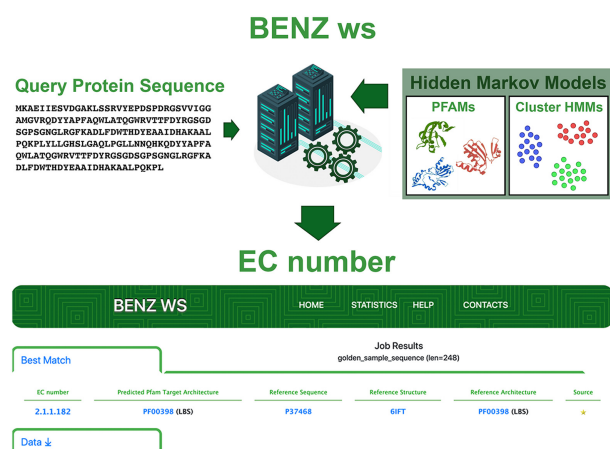 BENZ ws
Query Protein Sequence
MKAEIIESVDGAKLSSRVYEPDSPDRGSVVIGG
AMGVRQDYYAPFAQWLATQGWRVTTFDYRGSGD
SGPSGNGLRGFKADLFDWTHDYEAAIDHAKAAL
PQKPLYLLGHSLGAQLPGLLNNQHKQDYYAPFA
QWLATQGWRVTTFDYRGSGDSGPSGNGLRGFKA
DLFDWTHDYEAAIDHAKAALPQKPL
Hidden Markov Models
PFAMs
Cluster HMMs
EC number
BENZ WS HOME STATISTICS HELP CONTACTS
Job Results
golden_sample_sequence (len=248)
Best Match
EC number Predicted Pfam Target Architecture Reference Sequence Reference Structure Reference Architecture Source
2.1.1.182 PF00398 (LBS) P37468 6IFT PF00398 (LBS)
Data